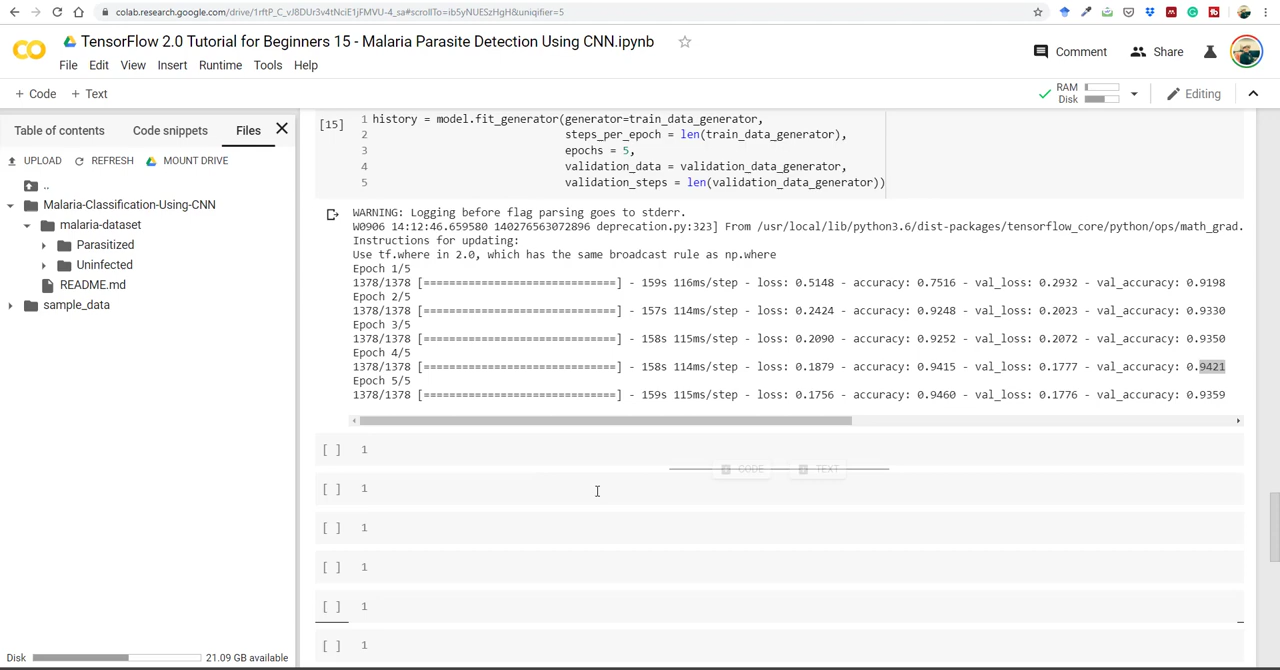 colab.research.google.com/drive/1rftP_C_vJ8DUr3v4tNciE1jFMVU-4_sa#scrollTo=ib5yNUESzHgH&uniqifier=5
CO
TensorFlow 2.0 Tutorial for Beginners 15 - Malaria Parasite Detection Using CNN.ipynb
Comment
Share
File Edit View Insert Runtime Tools Help
+ Code + Text
RAM
Disk
Editing
Table of contents Code snippets Files
UPLOAD REFRESH MOUNT DRIVE
..
Malaria-Classification-Using-CNN
malaria-dataset
Parasitized
Uninfected
README.md
sample_data
Disk 21.09 GB available
[15] 1 history = model.fit_generator(generator=train_data_generator,
2 steps_per_epoch = len(train_data_generator),
3 epochs = 5,
4 validation_data = validation_data_generator,
5 validation_steps = len(validation_data_generator))
WARNING: Logging before flag parsing goes to stderr.
W0906 14:12:46.659580 140276563072896 deprecation.py:323] From /usr/local/lib/python3.6/dist-packages/tensorflow_core/python/ops/math_grad.
Instructions for updating:
Use tf.where in 2.0, which has the same broadcast rule as np.where
Epoch 1/5
1378/1378 [==============================] - 159s 116ms/step - loss: 0.5148 - accuracy: 0.7516 - val_loss: 0.2932 - val_accuracy: 0.9198
Epoch 2/5
1378/1378 [==============================] - 157s 114ms/step - loss: 0.2424 - accuracy: 0.9248 - val_loss: 0.2023 - val_accuracy: 0.9330
Epoch 3/5
1378/1378 [==============================] - 158s 115ms/step - loss: 0.2090 - accuracy: 0.9252 - val_loss: 0.2072 - val_accuracy: 0.9350
Epoch 4/5
1378/1378 [==============================] - 158s 114ms/step - loss: 0.1879 - accuracy: 0.9415 - val_loss: 0.1777 - val_accuracy: 0.9421
Epoch 5/5
1378/1378 [==============================] - 159s 115ms/step - loss: 0.1756 - accuracy: 0.9460 - val_loss: 0.1776 - val_accuracy: 0.9359
[ ] 1
CODE TEXT
[ ] 1
[ ] 1
[ ] 1
[ ] 1
[ ] 1